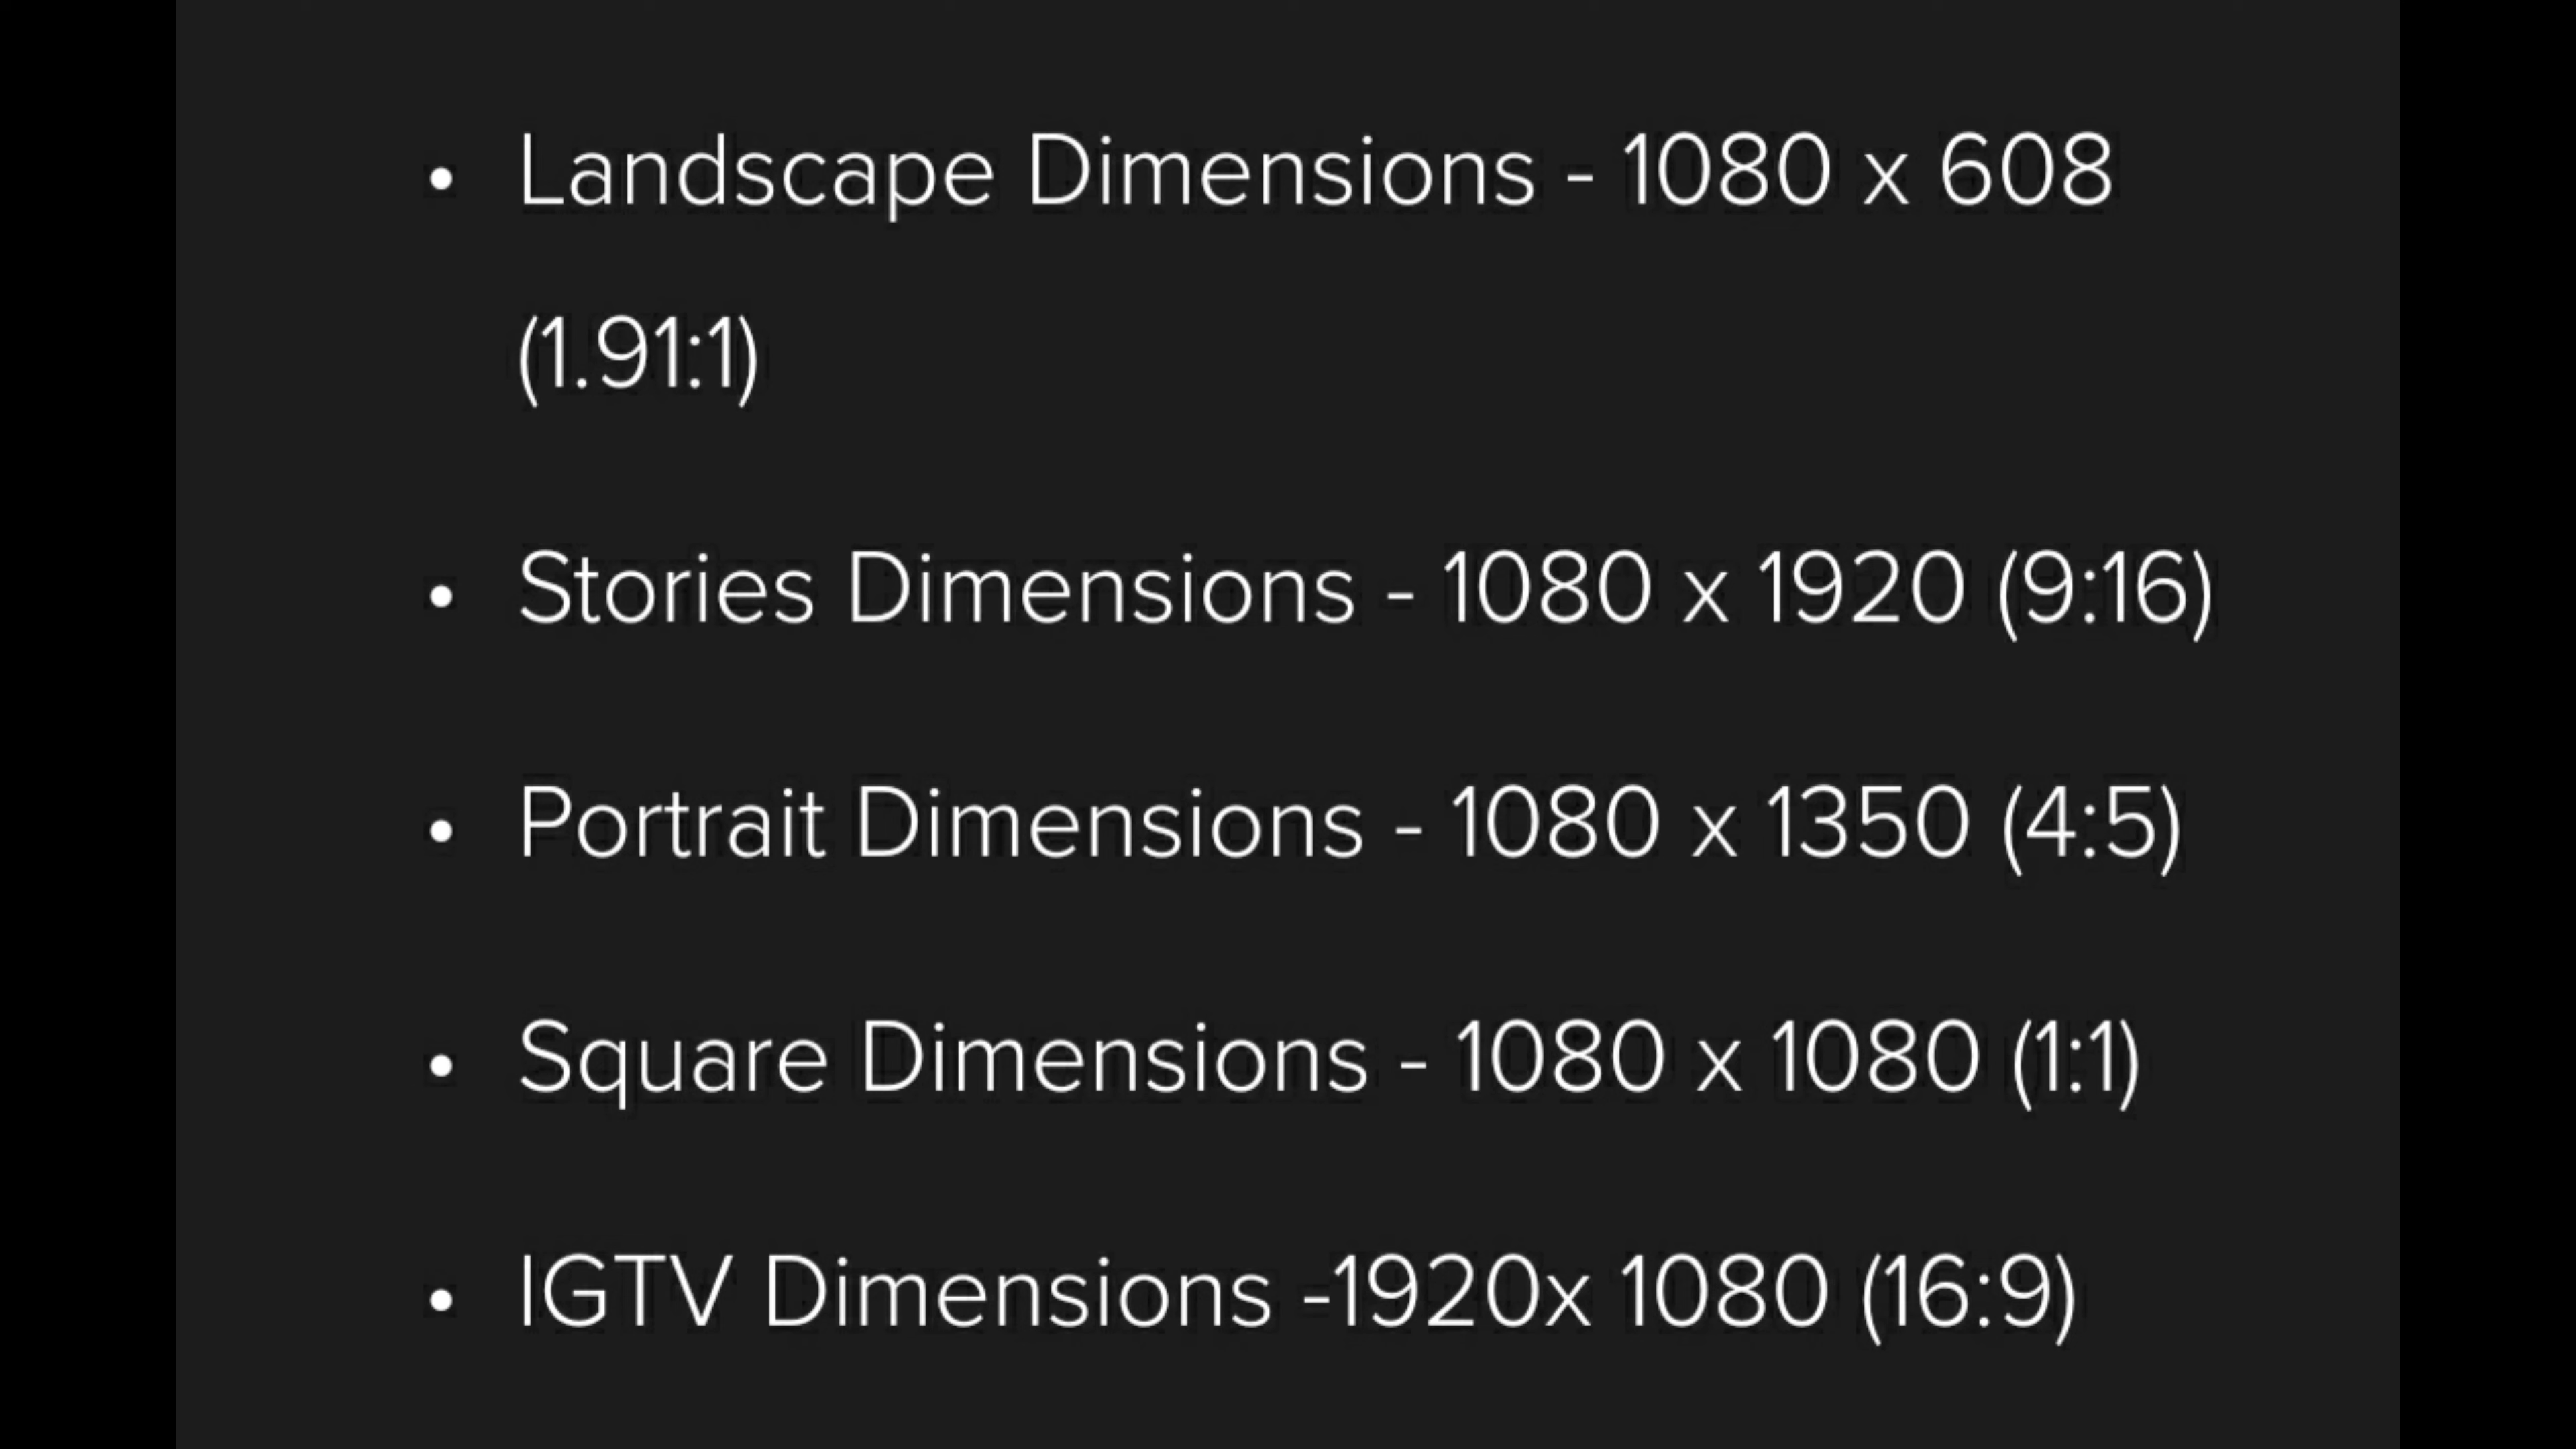 • Landscape Dimensions - 1080 x 608
(1.91:1)
• Stories Dimensions - 1080 x 1920 (9:16)
• Portrait Dimensions - 1080 x 1350 (4:5)
• Square Dimensions - 1080 x 1080 (1:1)
• IGTV Dimensions -1920x 1080 (16:9)